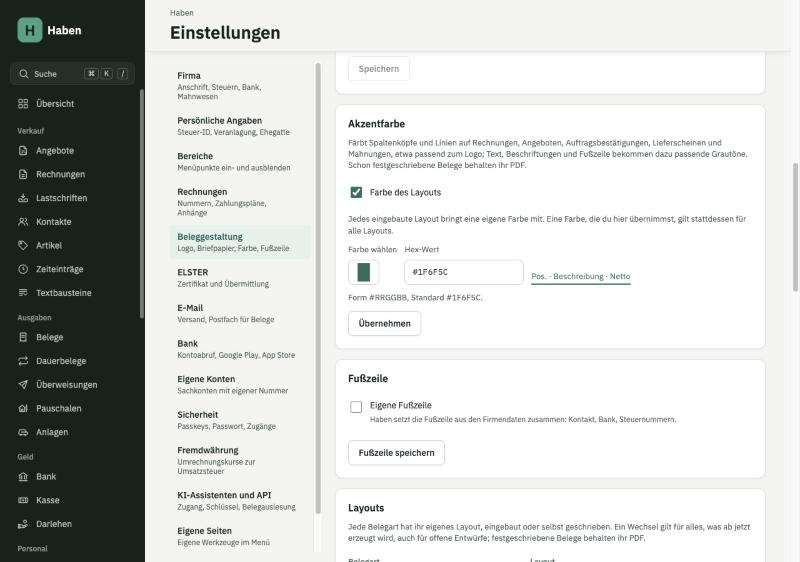 H Haben
Suche ⌘ K /
Übersicht
Verkauf
Angebote
Rechnungen
Lastschriften
Kontakte
Artikel
Zeiteinträge
Textbausteine
Ausgaben
Belege
Dauerbelege
Überweisungen
Pauschalen
Anlagen
Geld
Bank
Kasse
Darlehen
Personal
Haben
Einstellungen
Firma
Anschrift, Steuern, Bank,
Mahnwesen
Persönliche Angaben
Steuer-ID, Veranlagung, Ehegatte
Bereiche
Menüpunkte ein- und ausblenden
Rechnungen
Nummern, Zahlungspläne,
Anhänge
Beleggestaltung
Logo, Briefpapier, Farbe, Fußzeile
ELSTER
Zertifikat und Übermittlung
E-Mail
Versand, Postfach für Belege
Bank
Kontoabruf, Google Play, App Store
Eigene Konten
Sachkonten mit eigener Nummer
Sicherheit
Passkeys, Passwort, Zugänge
Fremdwährung
Umrechnungskurse zur
Umsatzsteuer
KI-Assistenten und API
Zugang, Schlüssel, Belegauslesung
Eigene Seiten
Eigene Werkzeuge im Menü
Speichern
Akzentfarbe
Färbt Spaltenköpfe und Linien auf Rechnungen, Angeboten, Auftragsbestätigungen, Lieferscheinen und
Mahnungen, etwa passend zum Logo; Text, Beschriftungen und Fußzeile bekommen dazu passende Grautöne.
Schon festgeschriebene Belege behalten ihr PDF.
Farbe des Layouts
Jedes eingebaute Layout bringt eine eigene Farbe mit. Eine Farbe, die du hier übernimmst, gilt stattdessen für
alle Layouts.
Farbe wählen Hex-Wert
#1F6F5C
Pos. · Beschreibung · Netto
Form #RRGGBB, Standard #1F6F5C.
Übernehmen
Fußzeile
Eigene Fußzeile
Haben setzt die Fußzeile aus den Firmendaten zusammen: Kontakt, Bank, Steuernummern.
Fußzeile speichern
Layouts
Jede Belegart hat ihr eigenes Layout, eingebaut oder selbst geschrieben. Ein Wechsel gilt für alles, was ab jetzt
erzeugt wird, auch für offene Entwürfe; festgeschriebene Belege behalten ihr PDF.
Belegart Layout